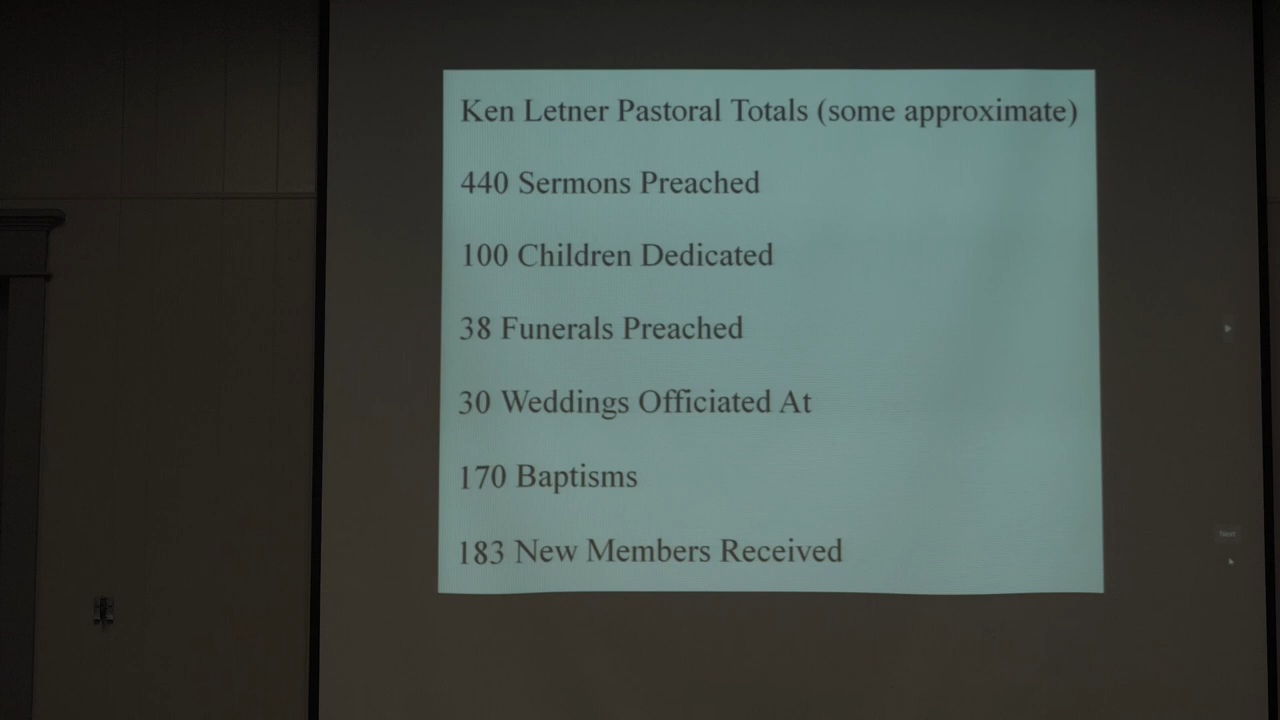 Ken Letner Pastoral Totals (some approximate)
440 Sermons Preached
100 Children Dedicated
38 Funerals Preached
30 Weddings Officiated At
170 Baptisms
183 New Members Received
Next